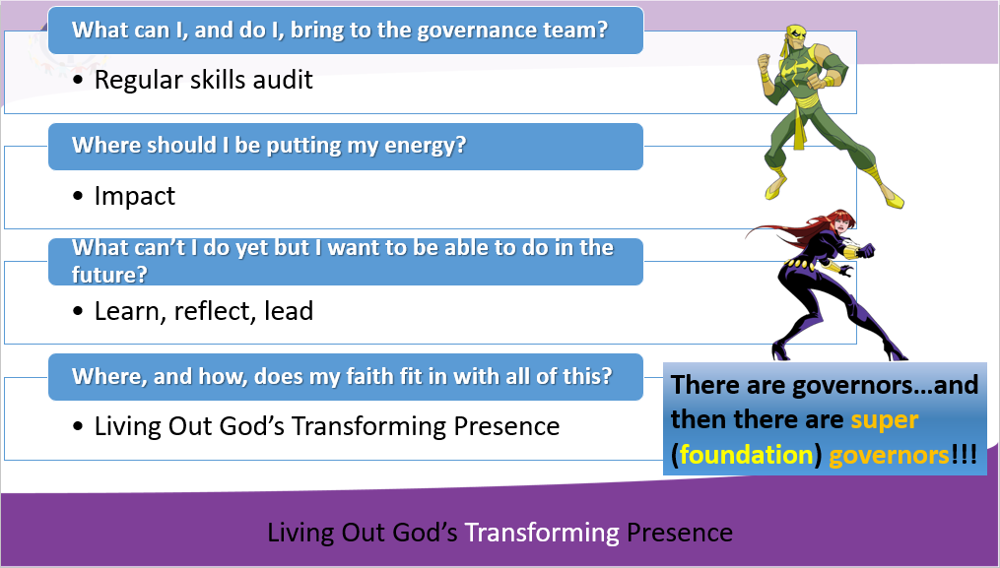 What can I, and do I, bring to the governance team?
• Regular skills audit
Where should I be putting my energy?
• Impact
What can’t I do yet but I want to be able to do in the
future?
• Learn, reflect, lead
Where, and how, does my faith fit in with all of this?
• Living Out God’s Transforming Presence
There are governors…and
then there are super
(foundation) governors!!!
Living Out God’s Transforming Presence